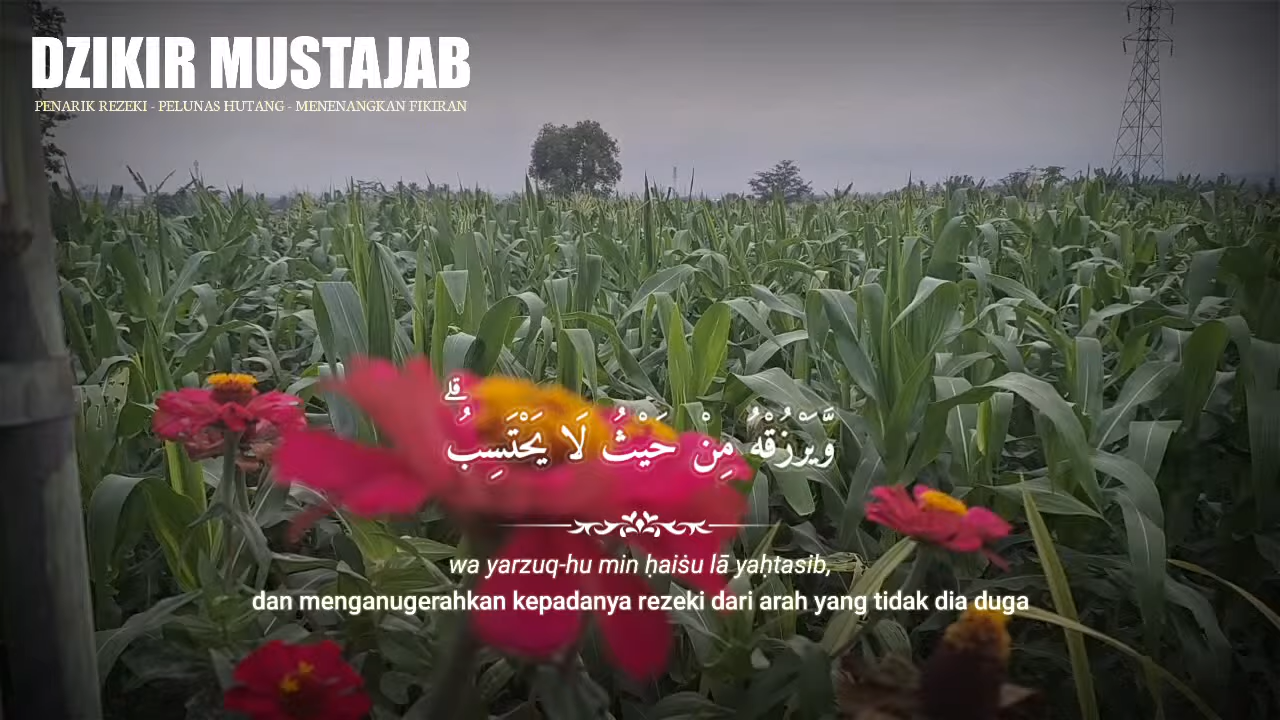 DZIKIR MUSTAJAB
PENARIK REZEKI - PELUNAS HUTANG - MENENANGKAN FIKIRAN
وَّيَرْزُقْهُ مِنْ حَيْثُ لَا يَحْتَسِبُ ۗ
wa yarzuq-hu min ḥaiṡu lā yaḥtasib,
dan menganugerahkan kepadanya rezeki dari arah yang tidak dia duga